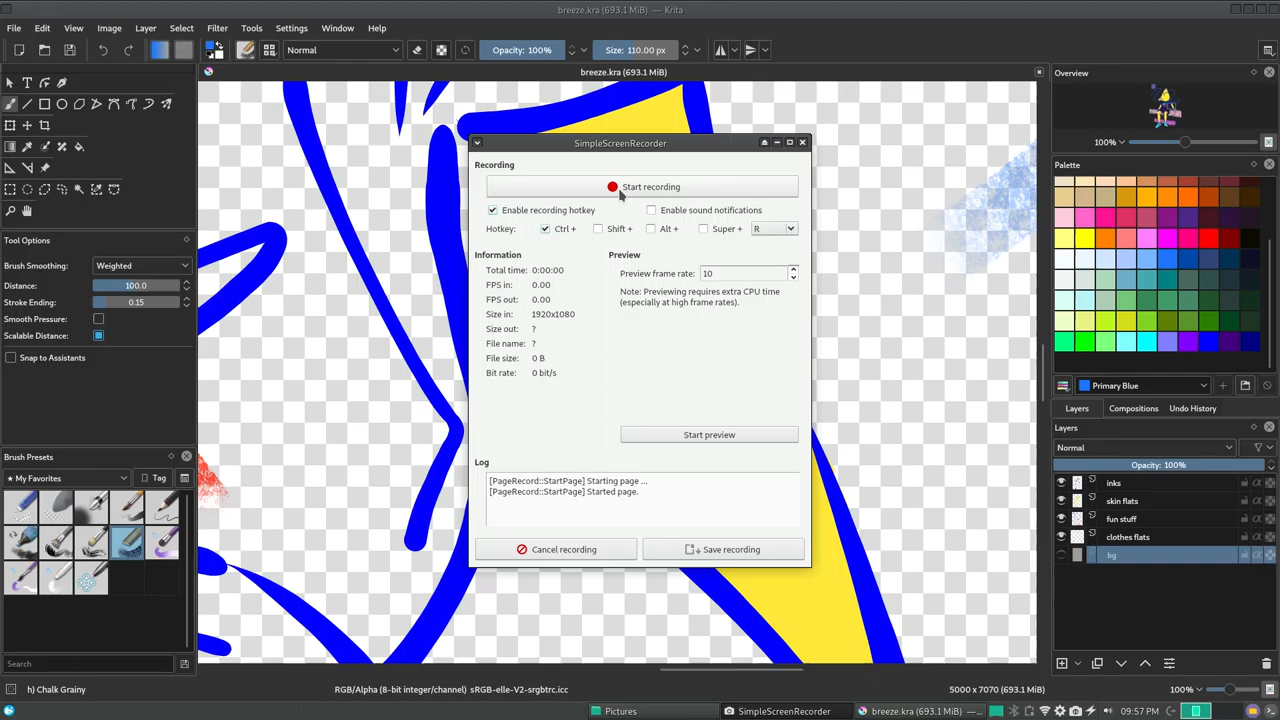 breeze.kra (693.1 MiB) — Krita
File Edit View Image Layer Select Filter Tools Settings Window Help
Normal Opacity: 100% Size: 110.00 px
breeze.kra (693.1 MiB)
Overview
100%
Palette
Primary Blue
Layers Compositions Undo History
Layers
Normal
Opacity: 100%
inks
skin flats
fun stuff
clothes flats
bg
Tool Options
Brush Smoothing: Weighted
Distance: 100.0
Stroke Ending: 0.15
Smooth Pressure:
Scalable Distance:
Snap to Assistants
Brush Presets
★ My Favorites Tag
Search
SimpleScreenRecorder
Recording
Start recording
Enable recording hotkey Enable sound notifications
Hotkey: Ctrl + Shift + Alt + Super + R
Information
Total time: 0:00:00
FPS in: 0.00
FPS out: 0.00
Size in: 1920x1080
Size out: ?
File name: ?
File size: 0 B
Bit rate: 0 bit/s
Preview
Preview frame rate: 10
Note: Previewing requires extra CPU time
(especially at high frame rates).
Start preview
Log
[PageRecord::StartPage] Starting page ...
[PageRecord::StartPage] Started page.
Cancel recording Save recording
h) Chalk Grainy RGB/Alpha (8-bit integer/channel) sRGB-elle-V2-srgbtrc.icc 5000 x 7070 (693.1 MiB) 100%
Pictures SimpleScreenRecorder breeze.kra (693.1 MiB) —... 09:57 PM